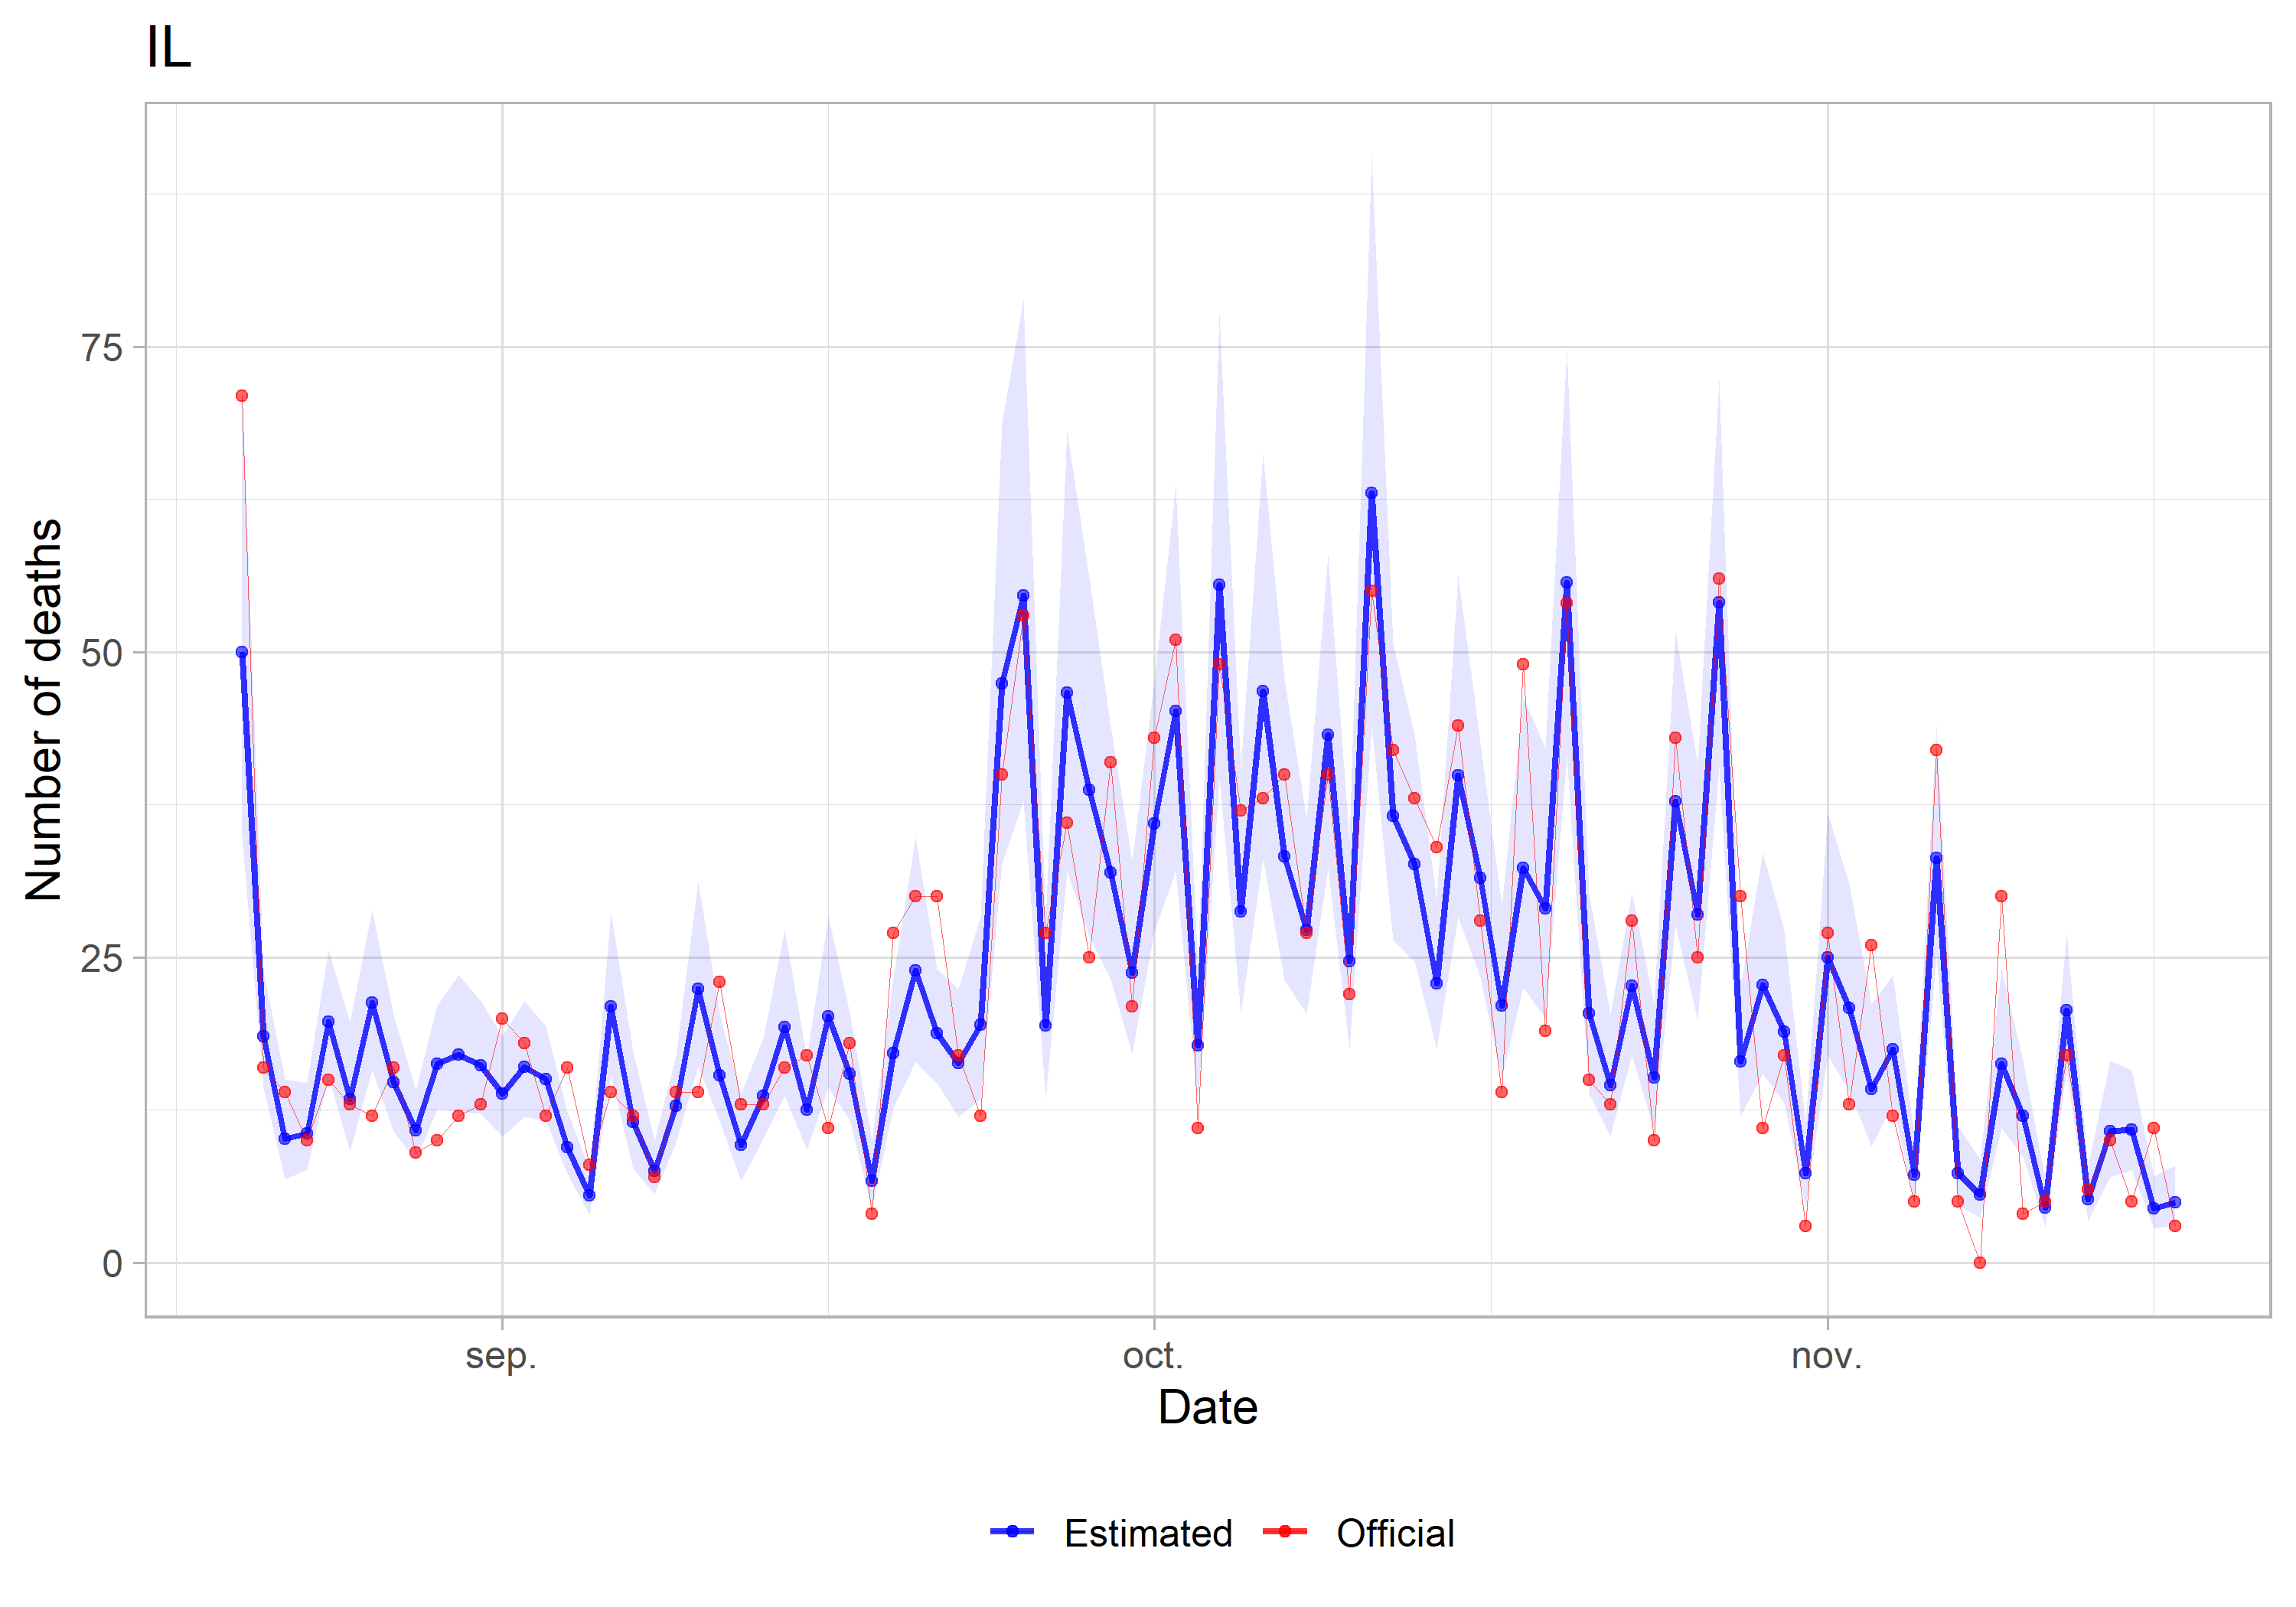 IL
Number of deaths
75
50
25
0
sep. oct. nov.
Date
Estimated Official